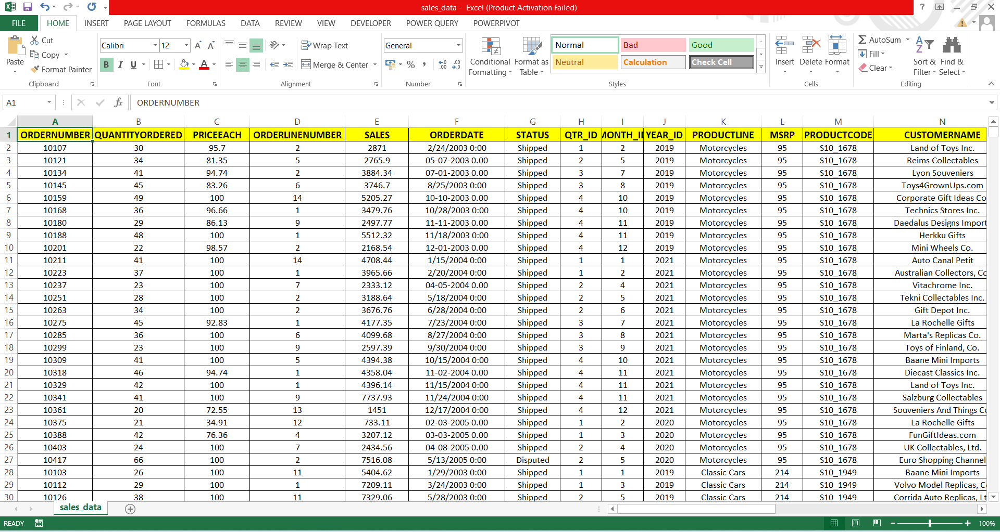 sales_data - Excel (Product Activation Failed)
FILE HOME INSERT PAGE LAYOUT FORMULAS DATA REVIEW VIEW DEVELOPER POWER QUERY POWERPIVOT
Paste
Cut
Copy
Format Painter
Clipboard
Calibri 12
B I U
Font
Wrap Text
Merge & Center
Alignment
General
Number
Conditional Formatting
Format as Table
Normal Bad Good
Neutral Calculation Check Cell
Styles
Insert Delete Format
Cells
AutoSum
Fill
Clear
Sort & Filter
Find & Select
Editing
A1 fx ORDERNUMBER
A B C D E F G H I J K L M N
1 ORDERNUMBER QUANTITYORDERED PRICEEACH ORDERLINENUMBER SALES ORDERDATE STATUS QTR_ID MONTH_ID YEAR_ID PRODUCTLINE MSRP PRODUCTCODE CUSTOMERNAME
2 10107 30 95.7 2 2871 2/24/2003 0:00 Shipped 1 2 2019 Motorcycles 95 S10_1678 Land of Toys Inc.
3 10121 34 81.35 5 2765.9 05-07-2003 0.00 Shipped 2 5 2019 Motorcycles 95 S10_1678 Reims Collectables
4 10134 41 94.74 2 3884.34 07-01-2003 0.00 Shipped 3 7 2019 Motorcycles 95 S10_1678 Lyon Souveniers
5 10145 45 83.26 6 3746.7 8/25/2003 0:00 Shipped 3 8 2019 Motorcycles 95 S10_1678 Toys4GrownUps.com
6 10159 49 100 14 5205.27 10-10-2003 0.00 Shipped 4 10 2019 Motorcycles 95 S10_1678 Corporate Gift Ideas Co
7 10168 36 96.66 1 3479.76 10/28/2003 0:00 Shipped 4 10 2019 Motorcycles 95 S10_1678 Technics Stores Inc.
8 10180 29 86.13 9 2497.77 11-11-2003 0.00 Shipped 4 11 2019 Motorcycles 95 S10_1678 Daedalus Designs Import
9 10188 48 100 1 5512.32 11/18/2003 0:00 Shipped 4 11 2019 Motorcycles 95 S10_1678 Herkku Gifts
10 10201 22 98.57 2 2168.54 12-01-2003 0.00 Shipped 4 12 2019 Motorcycles 95 S10_1678 Mini Wheels Co.
11 10211 41 100 14 4708.44 1/15/2004 0:00 Shipped 1 1 2021 Motorcycles 95 S10_1678 Auto Canal Petit
12 10223 37 100 1 3965.66 2/20/2004 0:00 Shipped 1 2 2021 Motorcycles 95 S10_1678 Australian Collectors, Co
13 10237 23 100 7 2333.12 04-05-2004 0.00 Shipped 2 4 2021 Motorcycles 95 S10_1678 Vitachrome Inc.
14 10251 28 100 2 3188.64 5/18/2004 0:00 Shipped 2 5 2021 Motorcycles 95 S10_1678 Tekni Collectables Inc.
15 10263 34 100 2 3676.76 6/28/2004 0:00 Shipped 2 6 2021 Motorcycles 95 S10_1678 Gift Depot Inc.
16 10275 45 92.83 1 4177.35 7/23/2004 0:00 Shipped 3 7 2021 Motorcycles 95 S10_1678 La Rochelle Gifts
17 10285 36 100 6 4099.68 8/27/2004 0:00 Shipped 3 8 2021 Motorcycles 95 S10_1678 Marta's Replicas Co.
18 10299 23 100 9 2597.39 9/30/2004 0:00 Shipped 3 9 2021 Motorcycles 95 S10_1678 Toys of Finland, Co.
19 10309 41 100 5 4394.38 10/15/2004 0:00 Shipped 4 10 2021 Motorcycles 95 S10_1678 Baane Mini Imports
20 10318 46 94.74 1 4358.04 11-02-2004 0.00 Shipped 4 11 2021 Motorcycles 95 S10_1678 Diecast Classics Inc.
21 10329 42 100 1 4396.14 11/15/2004 0:00 Shipped 4 11 2021 Motorcycles 95 S10_1678 Land of Toys Inc.
22 10341 41 100 9 7737.93 11/24/2004 0:00 Shipped 4 11 2021 Motorcycles 95 S10_1678 Salzburg Collectables
23 10361 20 72.55 13 1451 12/17/2004 0:00 Shipped 4 12 2021 Motorcycles 95 S10_1678 Souveniers And Things Co
24 10375 21 34.91 12 733.11 02-03-2005 0.00 Shipped 1 2 2020 Motorcycles 95 S10_1678 La Rochelle Gifts
25 10388 42 76.36 4 3207.12 03-03-2005 0.00 Shipped 1 3 2020 Motorcycles 95 S10_1678 FunGiftIdeas.com
26 10403 24 100 7 2434.56 04-08-2005 0.00 Shipped 2 4 2020 Motorcycles 95 S10_1678 UK Collectables, Ltd.
27 10417 66 100 2 7516.08 5/13/2005 0:00 Disputed 2 5 2020 Motorcycles 95 S10_1678 Euro Shopping Channel
28 10103 26 100 11 5404.62 1/29/2003 0:00 Shipped 1 1 2019 Classic Cars 214 S10_1949 Baane Mini Imports
29 10112 29 100 1 7209.11 3/24/2003 0:00 Shipped 1 3 2019 Classic Cars 214 S10_1949 Volvo Model Replicas, C
30 10126 38 100 11 7329.06 5/28/2003 0:00 Shipped 2 5 2019 Classic Cars 214 S10_1949 Corrida Auto Replicas, Lt
sales_data
READY 100%